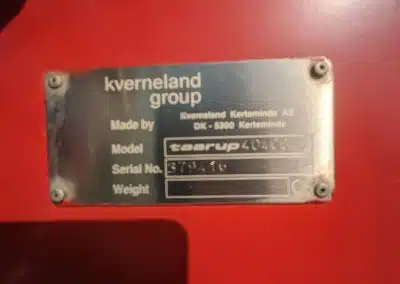 kverneland
group
Made by
Kverneland Kerteminde AS
DK - 5300 Kerteminde
Model taarup
Serial No.
Weight